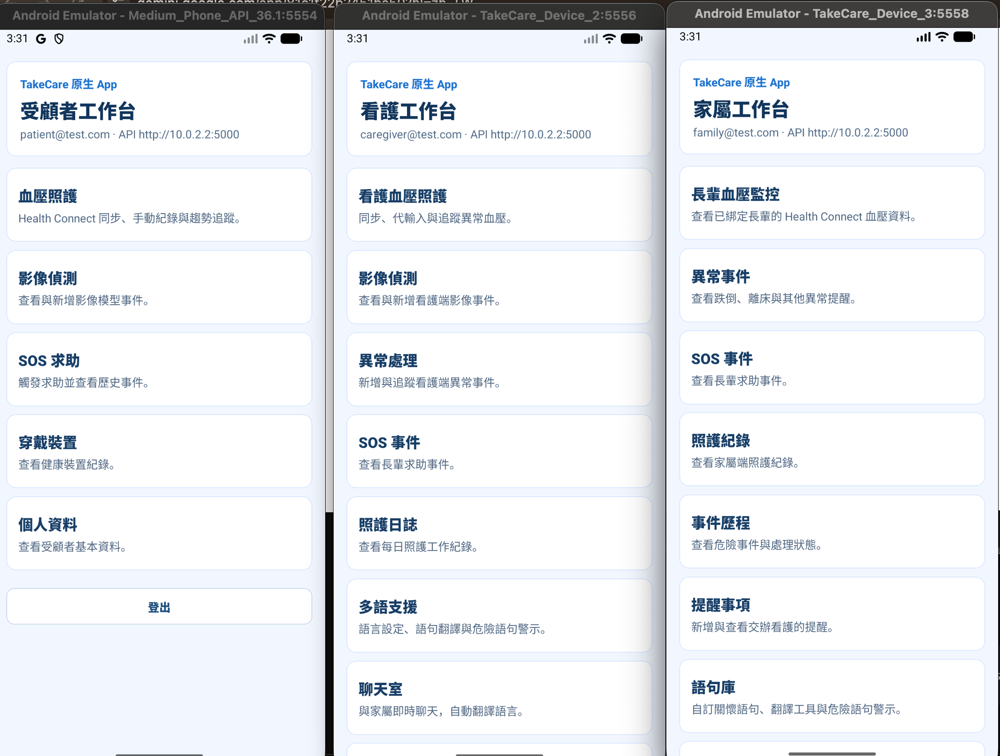 Android Emulator - Medium_Phone_API_36.1:5554
3:31
TakeCare 原生 App
受顧者工作台
patient@test.com · API http://10.0.2.2:5000
血壓照護
Health Connect 同步、手動紀錄與趨勢追蹤。
影像偵測
查看與新增影像模型事件。
SOS 求助
觸發求助並查看歷史事件。
穿戴裝置
查看健康裝置紀錄。
個人資料
查看受顧者基本資料。
登出
Android Emulator - TakeCare_Device_2:5556
3:31
TakeCare 原生 App
看護工作台
caregiver@test.com · API http://10.0.2.2:5000
看護血壓照護
同步、代輸入與追蹤異常血壓。
影像偵測
查看與新增看護端影像事件。
異常處理
新增與追蹤看護端異常事件。
SOS 事件
查看長輩求助事件。
照護日誌
查看每日照護工作紀錄。
多語支援
語言設定、語句翻譯與危險語句警示。
聊天室
與家屬即時聊天，自動翻譯語言。
Android Emulator - TakeCare_Device_3:5558
3:31
TakeCare 原生 App
家屬工作台
family@test.com · API http://10.0.2.2:5000
長輩血壓監控
查看已綁定長輩的 Health Connect 血壓資料。
異常事件
查看跌倒、離床與其他異常提醒。
SOS 事件
查看長輩求助事件。
照護紀錄
查看家屬端照護紀錄。
事件歷程
查看危險事件與處理狀態。
提醒事項
新增與查看交辦看護的提醒。
語句庫
自訂關懷語句、翻譯工具與危險語句警示。